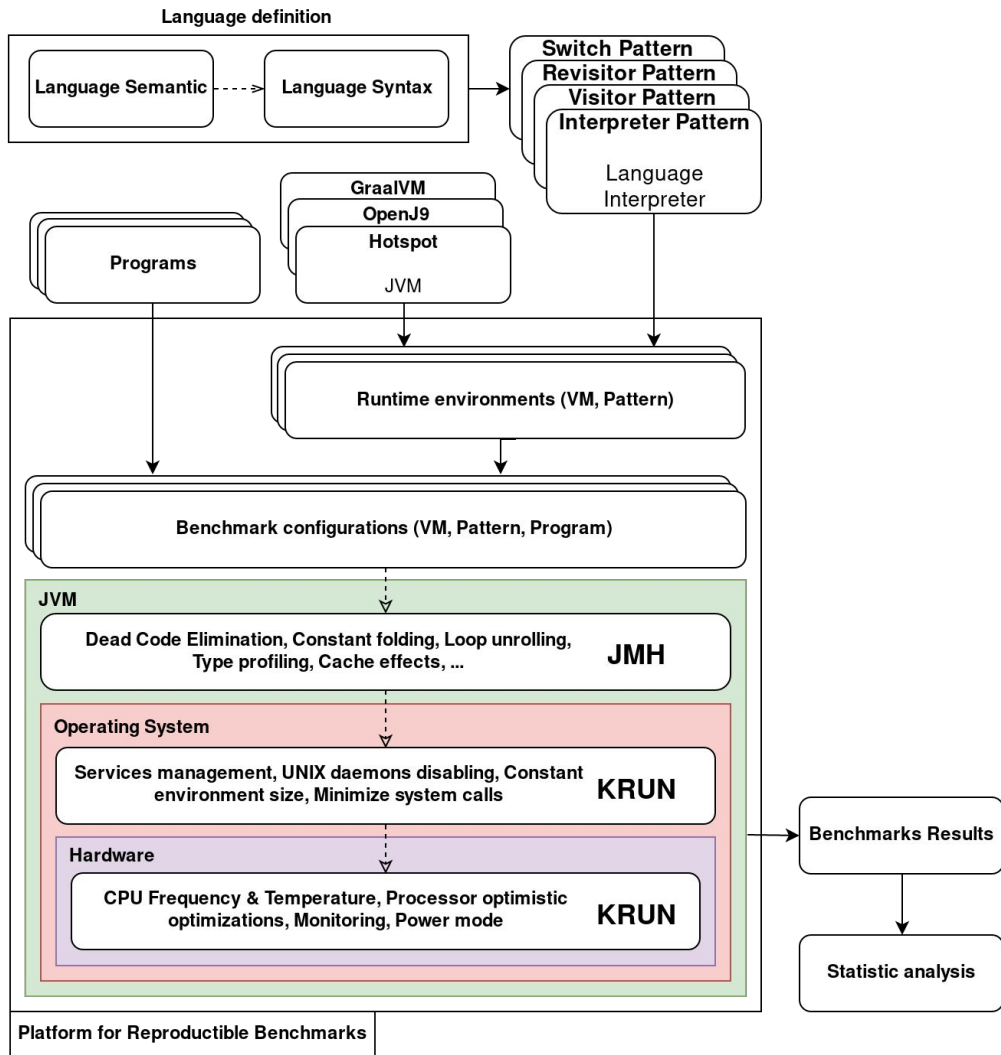 Language definition
Language Semantic
Language Syntax
Switch Pattern
Revisitor Pattern
Visitor Pattern
Interpreter Pattern
Language
Interpreter
GraalVM
OpenJ9
Hotspot
JVM
Programs
Runtime environments (VM, Pattern)
Benchmark configurations (VM, Pattern, Program)
JVM
Dead Code Elimination, Constant folding, Loop unrolling,
Type profiling, Cache effects, ...
JMH
Operating System
Services management, UNIX daemons disabling, Constant
environment size, Minimize system calls
KRUN
Hardware
CPU Frequency & Temperature, Processor optimistic
optimizations, Monitoring, Power mode
KRUN
Benchmarks Results
Statistic analysis
Platform for Reproductible Benchmarks